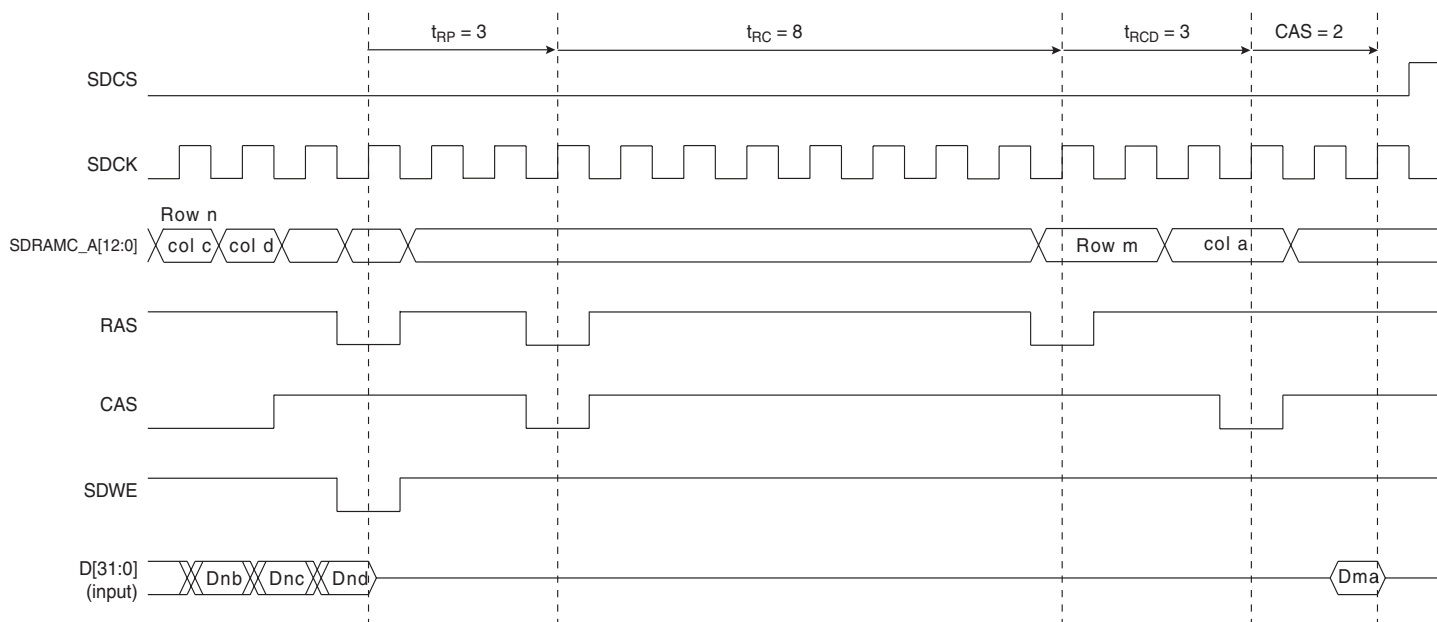 tRP = 3
tRC = 8
tRCD = 3
CAS = 2
SDCS
SDCK
Row n
SDRAMC_A[12:0]
col c
col d
Row m
col a
RAS
CAS
SDWE
D[31:0]
(input)
Dnb
Dnc
Dnd
Dma